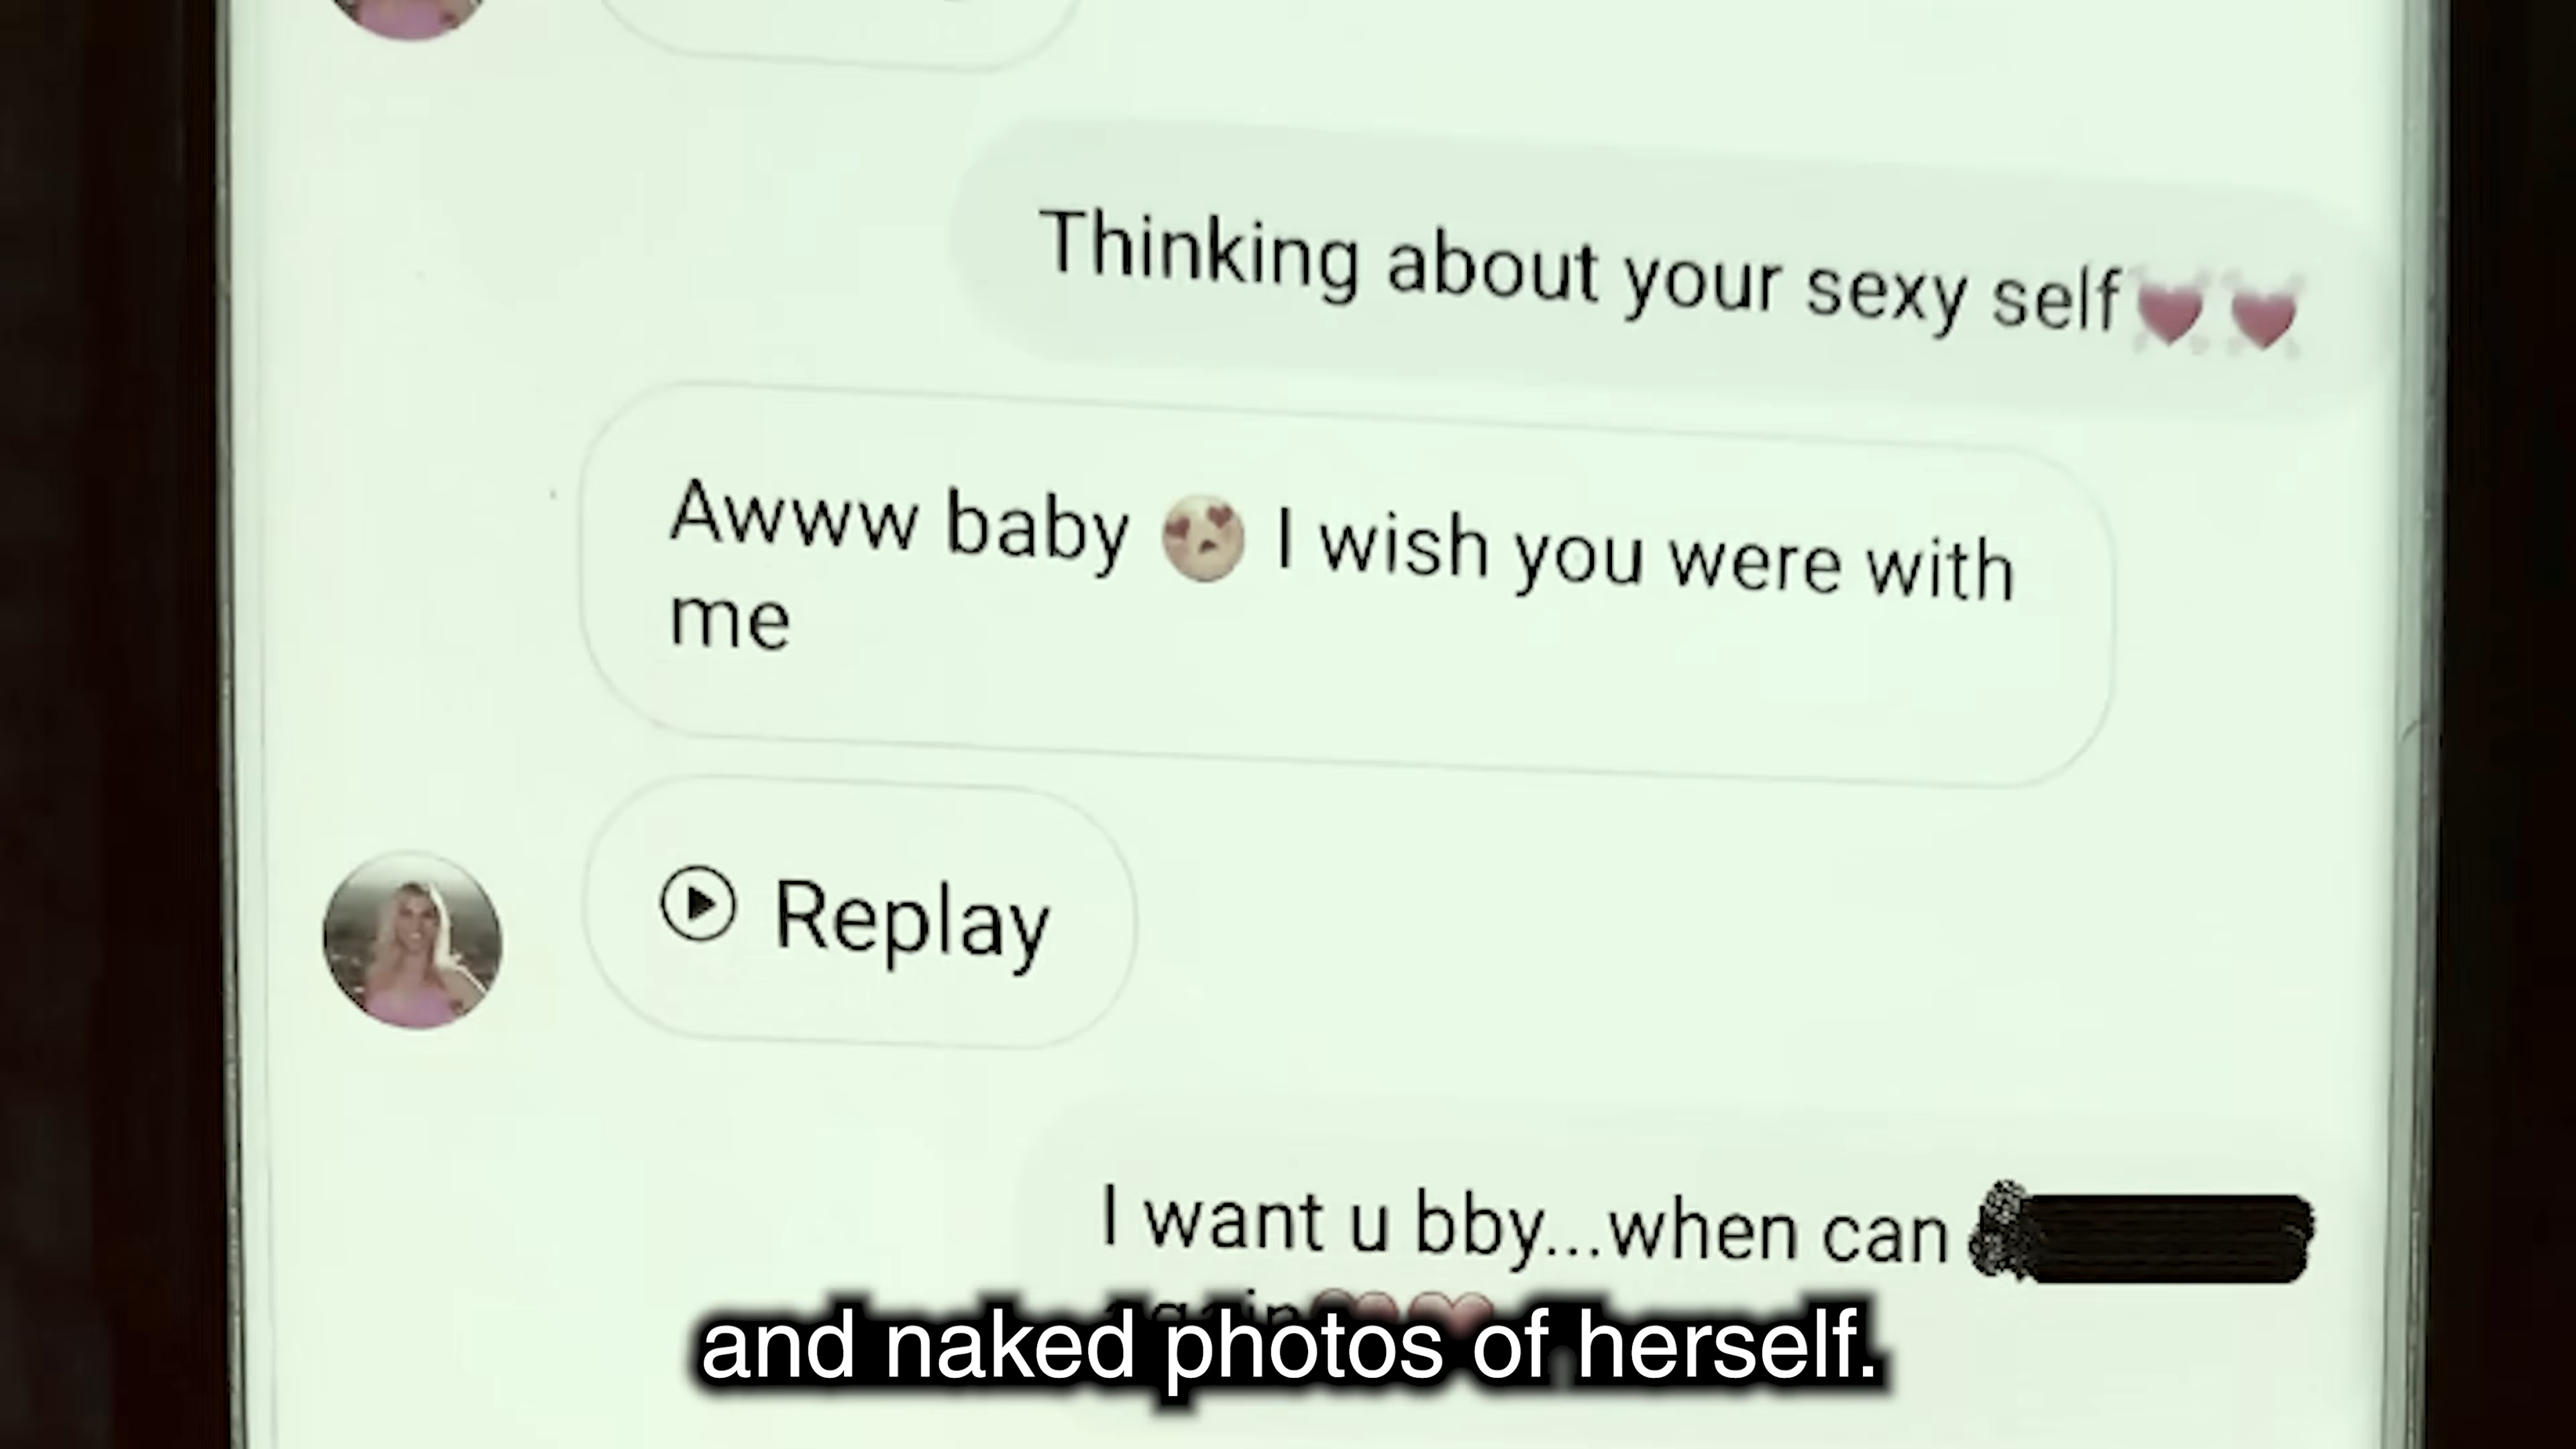 Thinking about your sexy self💓💓
Awww baby 😍 I wish you were with
me
Replay
I want u bby...when can
and naked photos of herself.